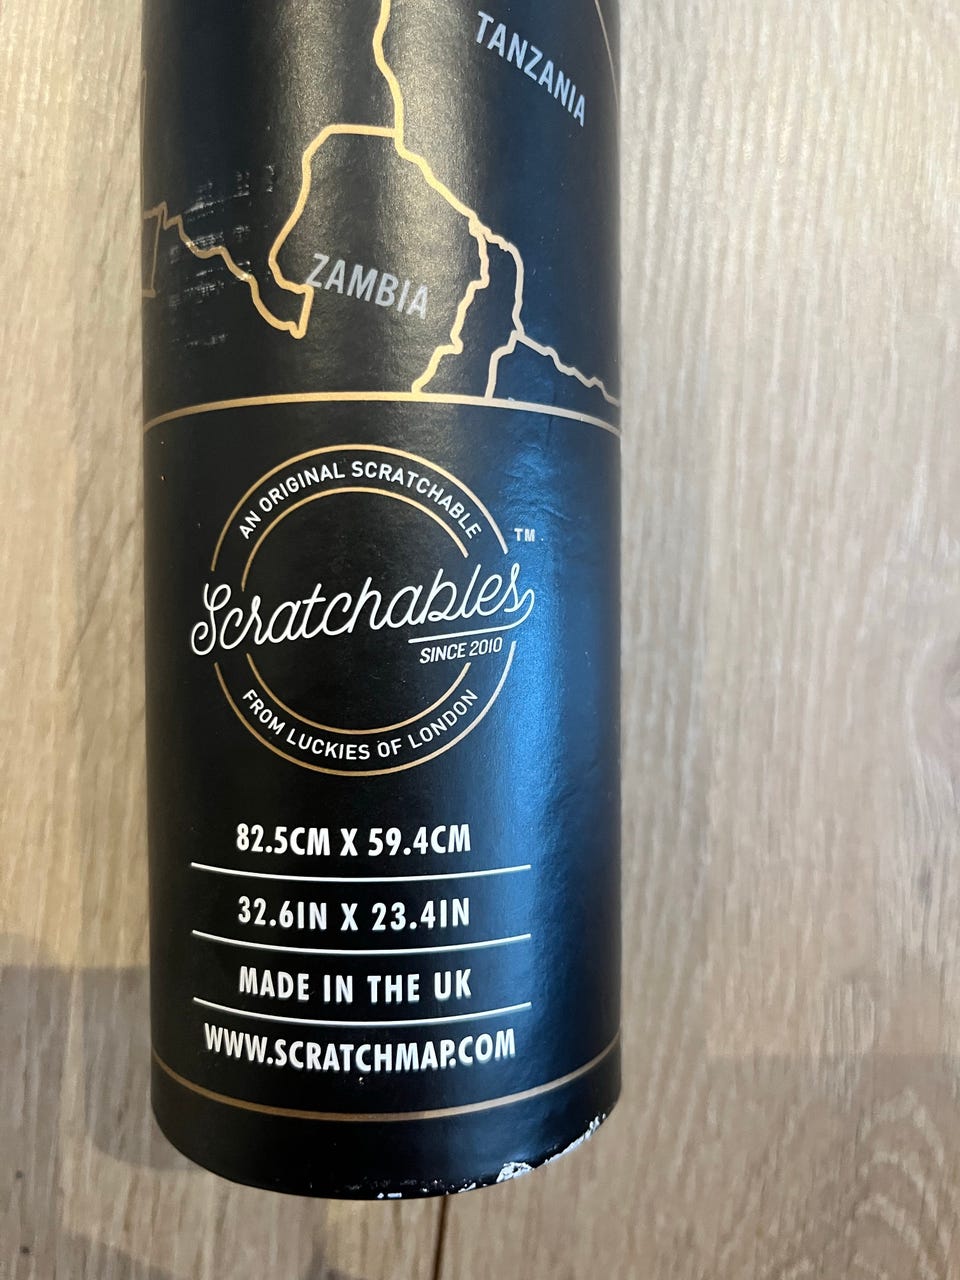 TANZANIA
ZAMBIA
AN ORIGINAL SCRATCHABLE
TM
Scratchables
SINCE 2010
FROM LUCKIES OF LONDON
82.5CM X 59.4CM
32.6IN X 23.4IN
MADE IN THE UK
WWW.SCRATCHMAP.COM